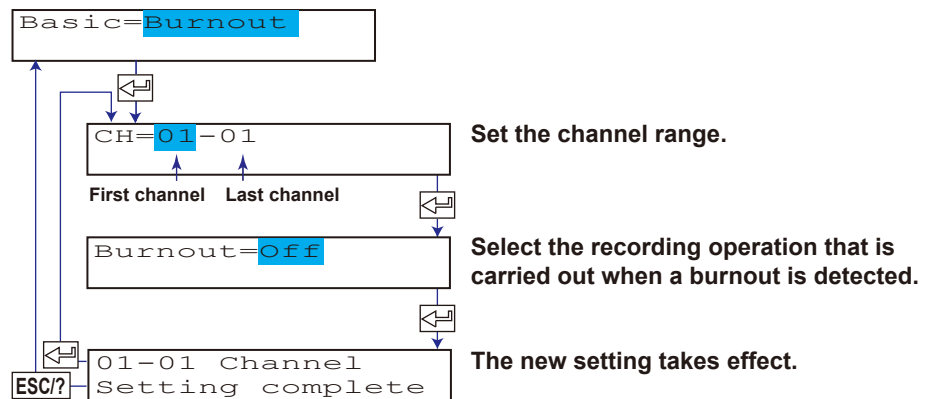 Basic=Burnout
CH=01-01
Set the channel range.
First channel Last channel
Burnout=Off
Select the recording operation that is
carried out when a burnout is detected.
01-01 Channel
Setting complete
The new setting takes effect.
ESC/?